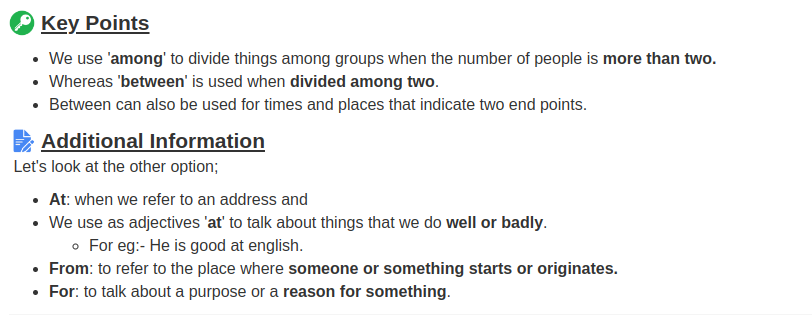 Key Points
We use 'among' to divide things among groups when the number of people is more than two.
Whereas 'between' is used when divided among two.
Between can also be used for times and places that indicate two end points.
Additional Information
Let's look at the other option;
At: when we refer to an address and
We use as adjectives 'at' to talk about things that we do well or badly.
For eg:- He is good at english.
From: to refer to the place where someone or something starts or originates.
For: to talk about a purpose or a reason for something.